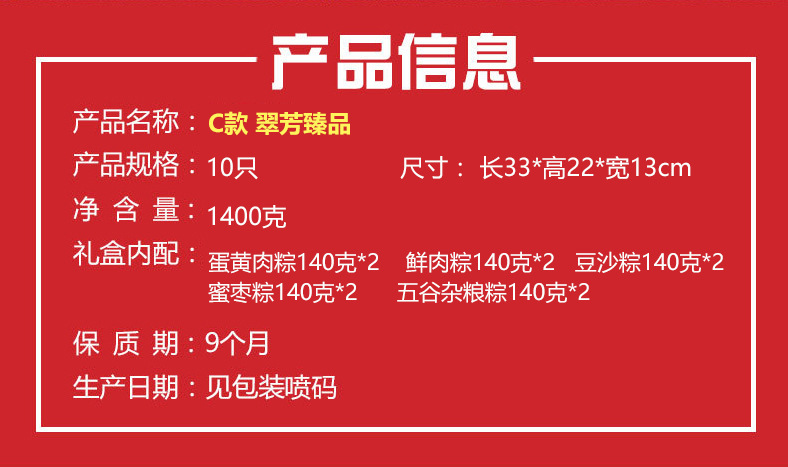 产品信息
产品名称：C款 翠芳臻品
产品规格：10只 尺寸：长33*高22*宽13cm
净 含 量：1400克
礼盒内配：蛋黄肉粽140克*2 鲜肉粽140克*2 豆沙粽140克*2
蜜枣粽140克*2 五谷杂粮粽140克*2
保 质 期：9个月
生产日期：见包装喷码